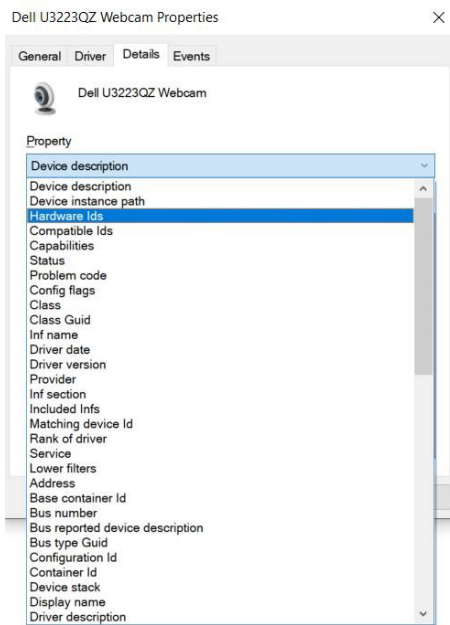 Dell U3223QZ Webcam Properties
General Driver Details Events
Dell U3223QZ Webcam
Property
Device description
Device description
Device instance path
Hardware Ids
Compatible Ids
Capabilities
Status
Problem code
Config flags
Class
Class Guid
Inf name
Driver date
Driver version
Provider
Inf section
Included Infs
Matching device Id
Rank of driver
Service
Lower filters
Address
Base container Id
Bus number
Bus reported device description
Bus type Guid
Configuration Id
Container Id
Device stack
Display name
Driver description